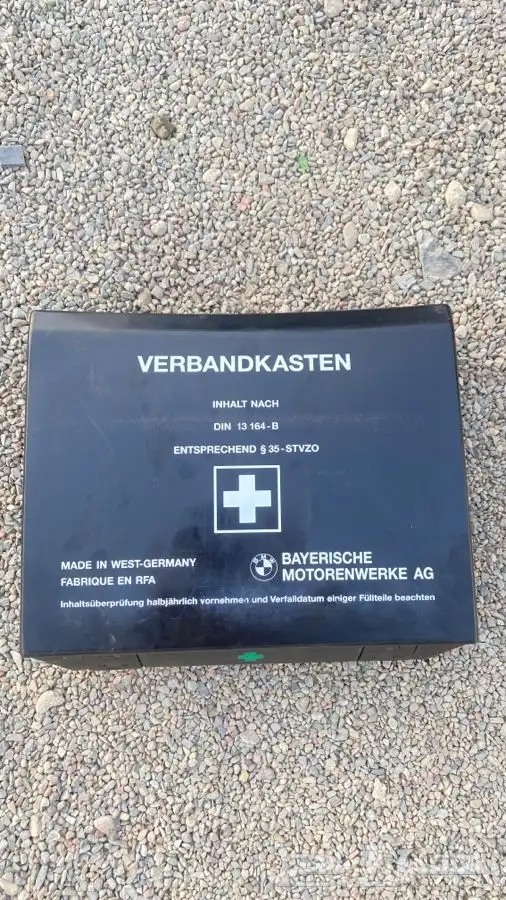 VERBANDKASTEN
INHALT NACH
DIN 13 164-B
ENTSPRECHEND § 35-STVZO
MADE IN WEST-GERMANY
FABRIQUE EN RFA
BMW
BAYERISCHE
MOTORENWERKE AG
Inhaltsüberprüfung halbjährlich vornehmen und Verfalldatum einiger Füllteile beachten